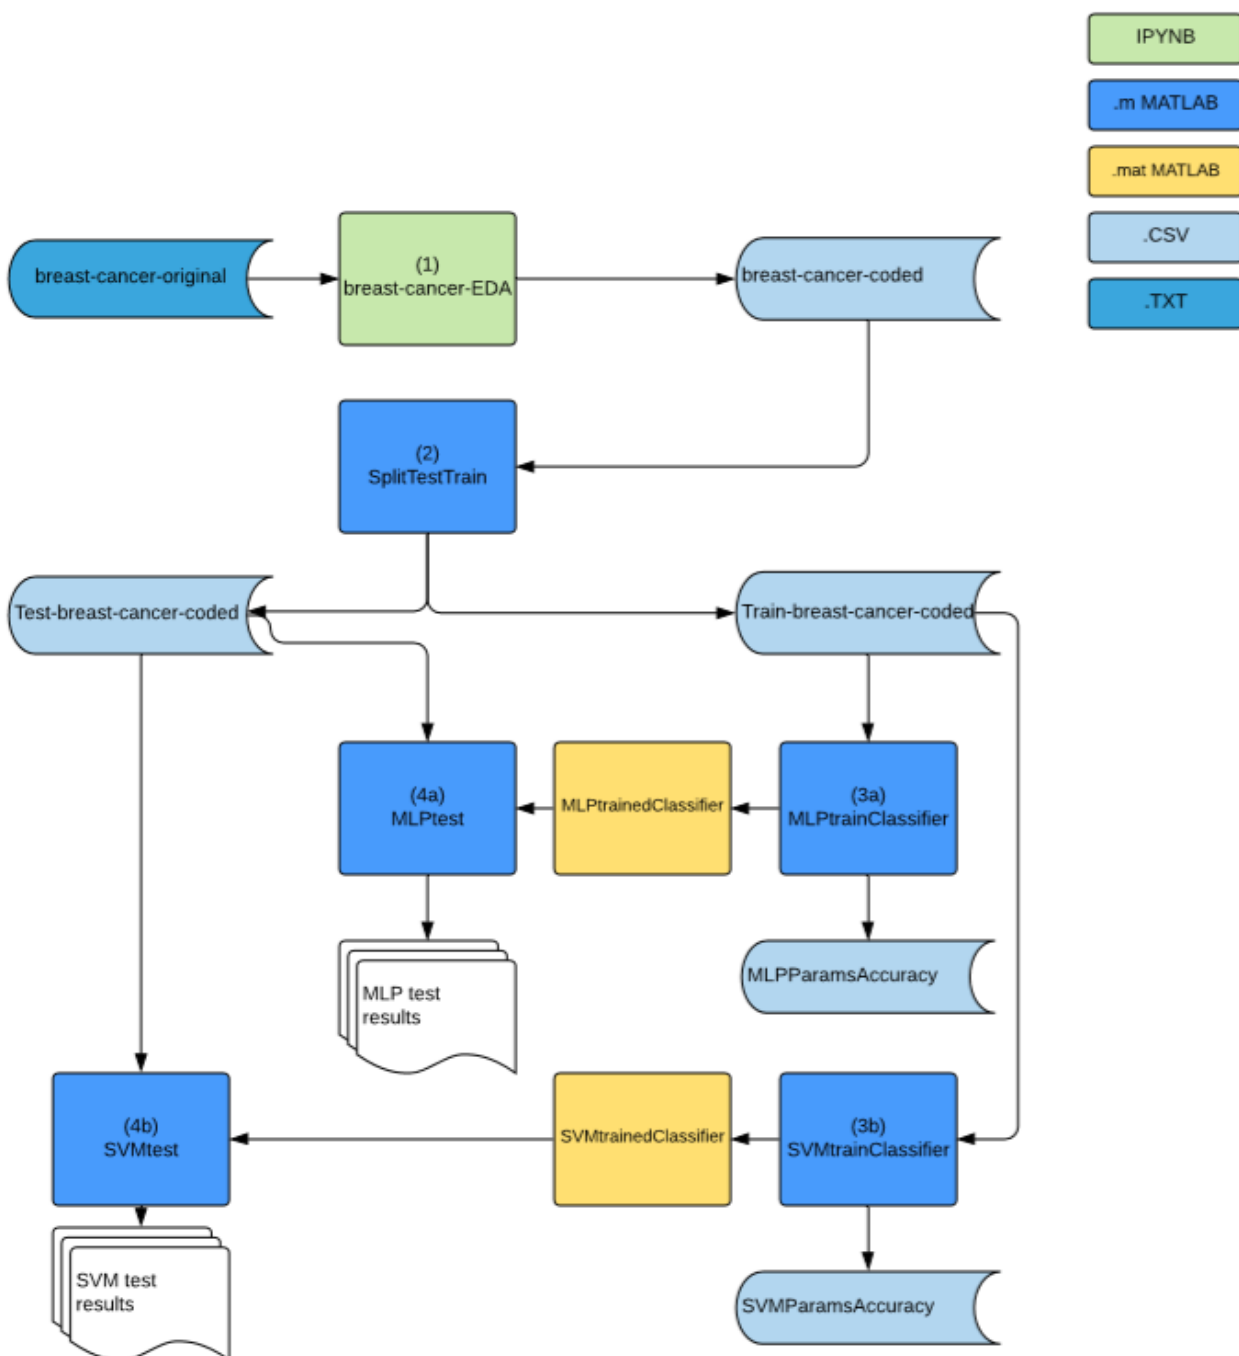 IPYNB
.m MATLAB
.mat MATLAB
.CSV
.TXT
breast-cancer-original
(1)
breast-cancer-EDA
breast-cancer-coded
(2)
SplitTestTrain
Test-breast-cancer-coded
Train-breast-cancer-coded
(4a)
MLPtest
MLPtrainedClassifier
(3a)
MLPtrainClassifier
MLP test
results
MLPParamsAccuracy
(4b)
SVMtest
SVMtrainedClassifier
(3b)
SVMtrainClassifier
SVM test
results
SVMParamsAccuracy